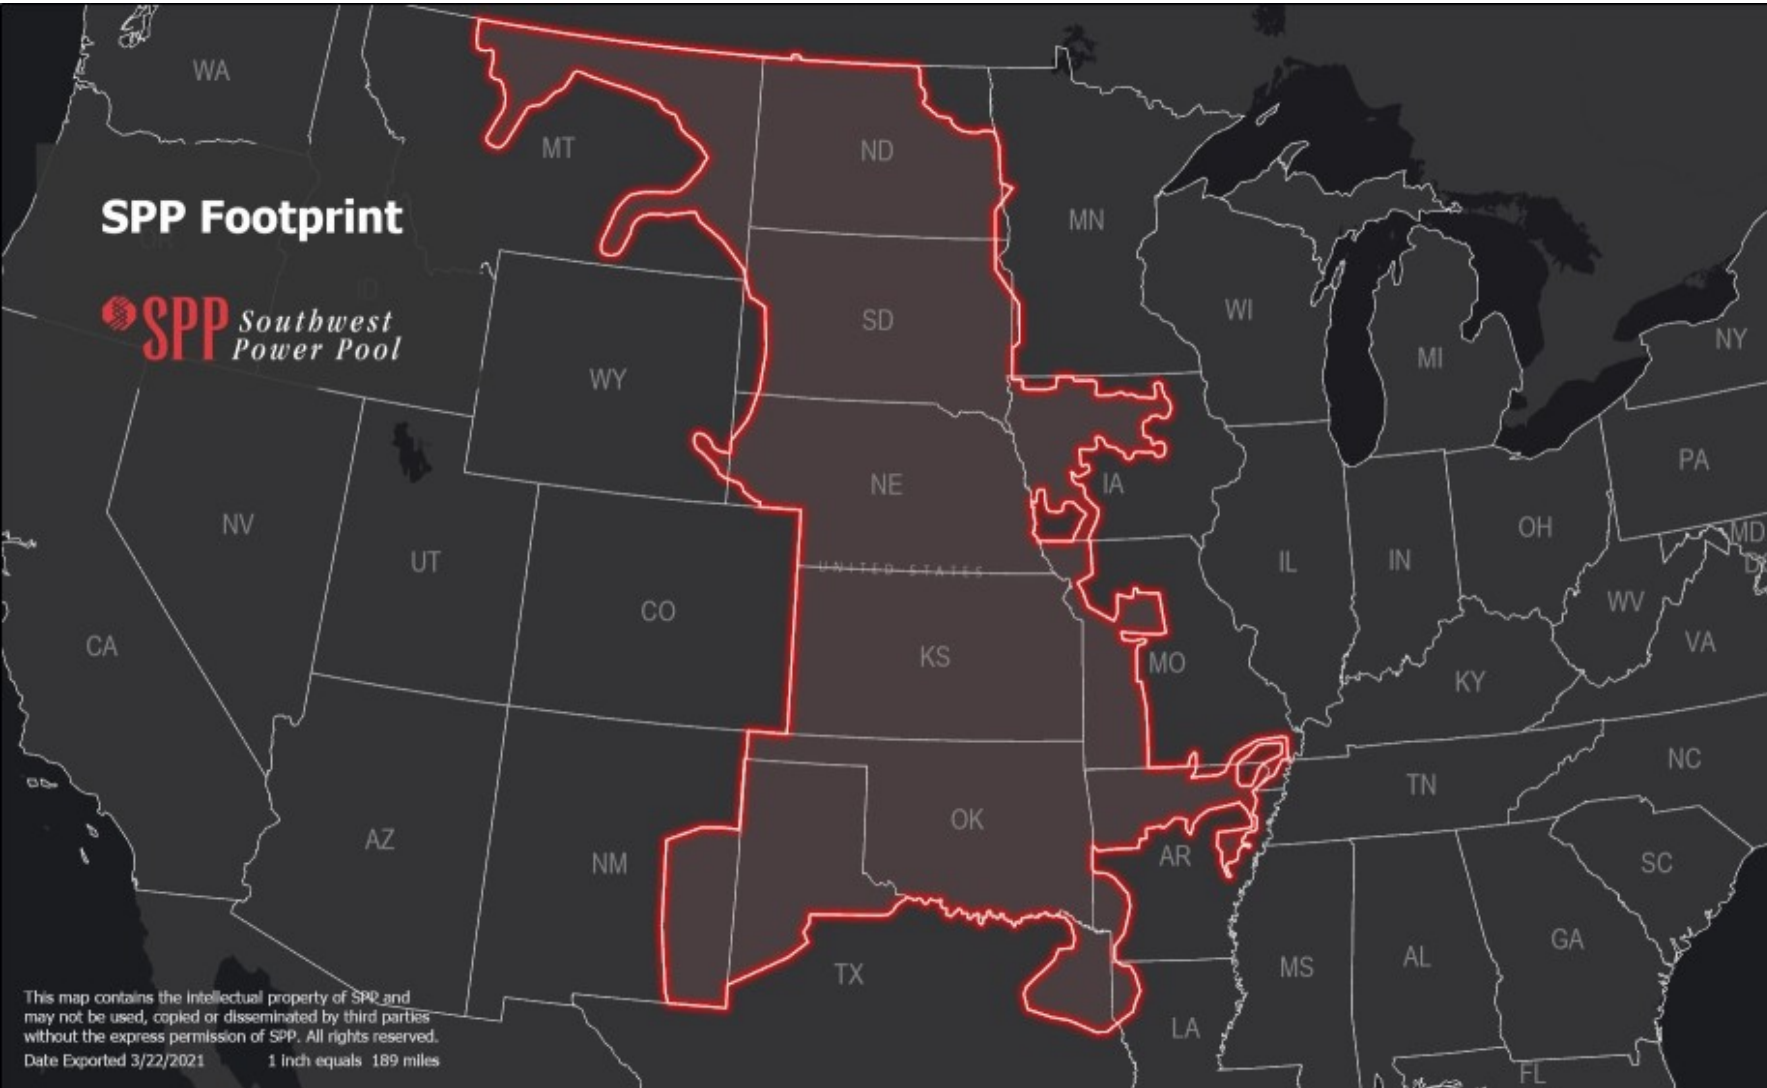 WA
MT
ND
MN
SPP Footprint
OR
ID
SPP Southwest
Power Pool
SD
WI
MI
NY
WY
NE
IA
PA
NV
UT
OH
MD
IL
IN
UNITED STATES
CO
WV
VA
CA
KS
MO
KY
NC
TN
AZ
NM
OK
AR
SC
TX
MS
AL
GA
LA
FL
This map contains the intellectual property of SPP and
may not be used, copied or disseminated by third parties
without the express permission of SPP. All rights reserved.
Date Exported 3/22/2021 1 inch equals 189 miles